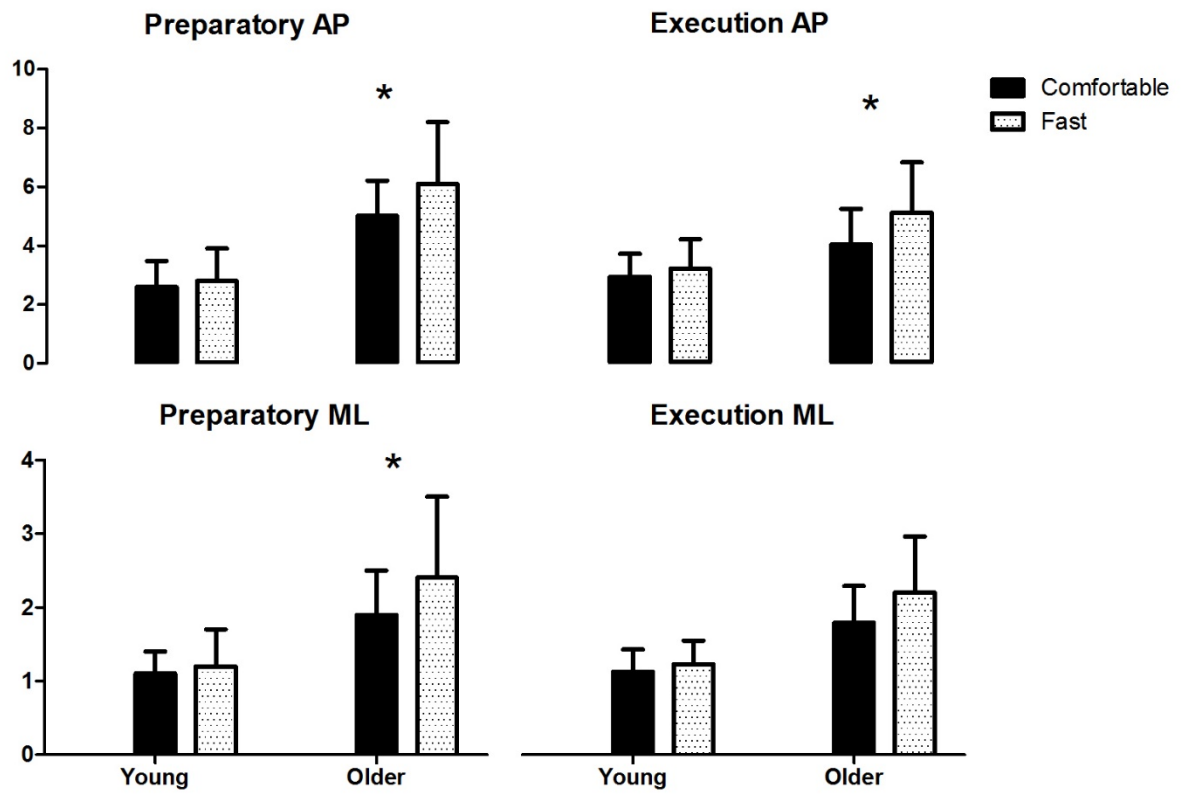 Preparatory AP
Execution AP
10
8
6
4
2
0
*
*
Comfortable
Fast
Preparatory ML
Execution ML
4
3
2
1
0
*
Young
Older
Young
Older